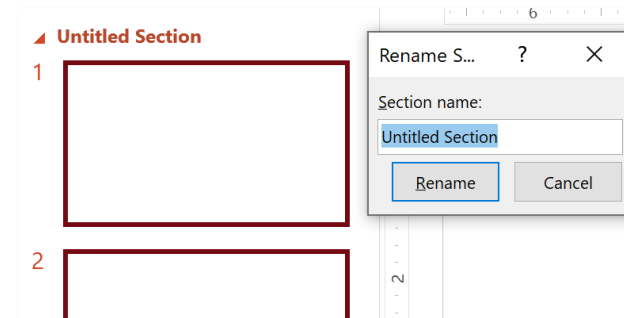 Untitled Section
1
2
6
2
Rename S... ?
Section name:
Untitled Section
Rename Cancel